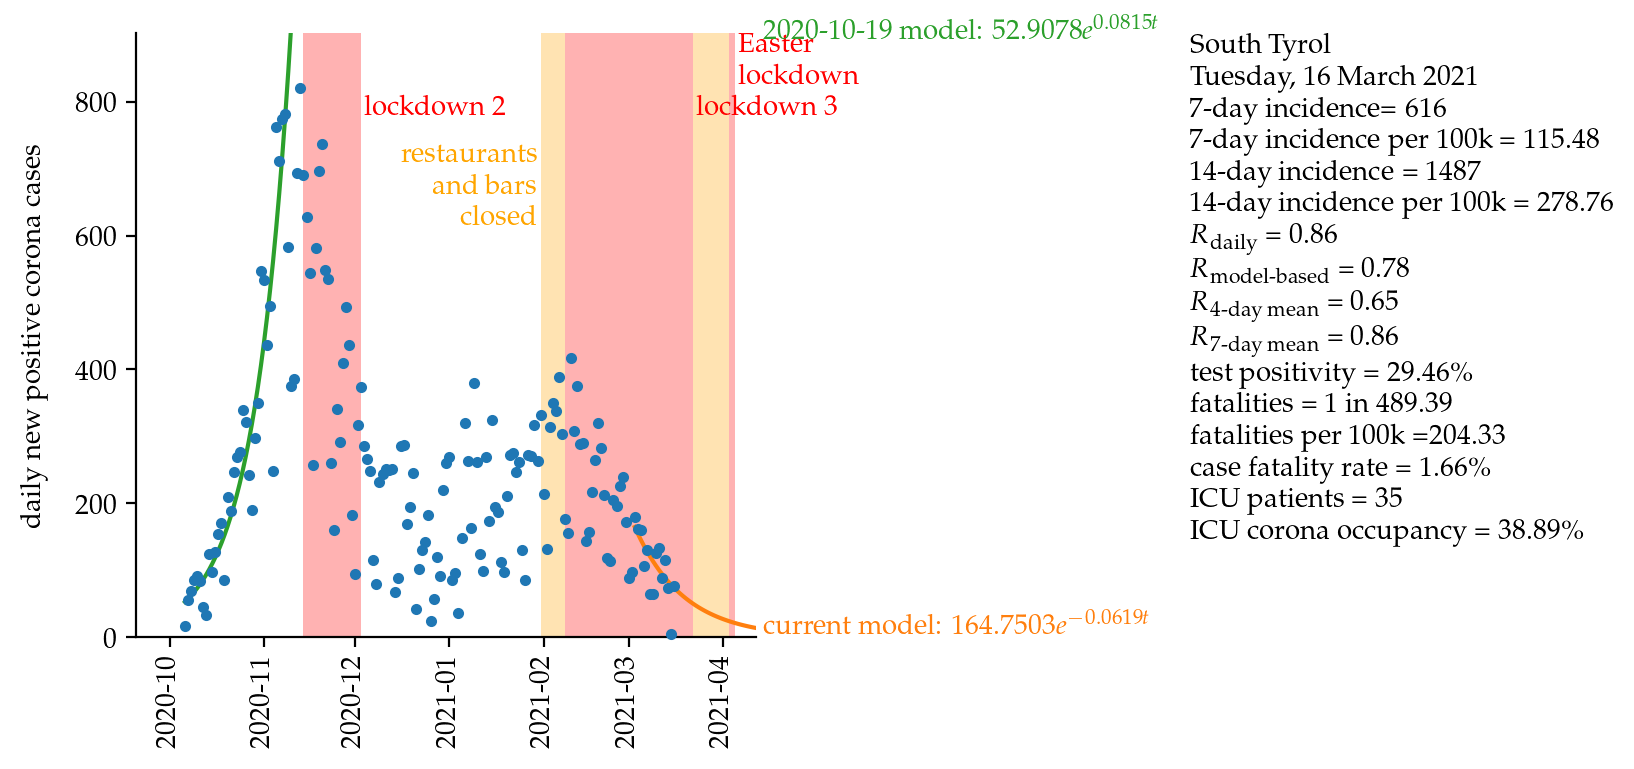 2020-10-19 model: 52.9078e^0.0815t
Easter
lockdown
lockdown 2
lockdown 3
restaurants
and bars
closed
current model: 164.7503e^−0.0619t
daily new positive corona cases
800
600
400
200
0
2020-10
2020-11
2020-12
2021-01
2021-02
2021-03
2021-04
South Tyrol
Tuesday, 16 March 2021
7-day incidence= 616
7-day incidence per 100k = 115.48
14-day incidence = 1487
14-day incidence per 100k = 278.76
R daily = 0.86
R model-based = 0.78
R 4-day mean = 0.65
R 7-day mean = 0.86
test positivity = 29.46%
fatalities = 1 in 489.39
fatalities per 100k =204.33
case fatality rate = 1.66%
ICU patients = 35
ICU corona occupancy = 38.89%